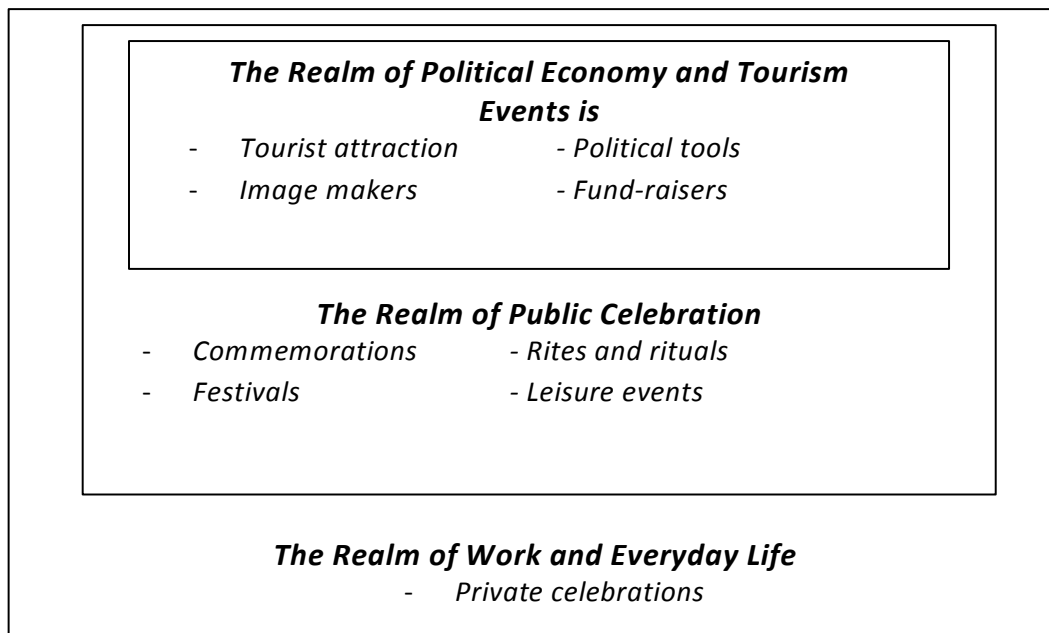 The Realm of Political Economy and Tourism
Events is
- Tourist attraction - Political tools
- Image makers - Fund-raisers
The Realm of Public Celebration
- Commemorations - Rites and rituals
- Festivals - Leisure events
The Realm of Work and Everyday Life
- Private celebrations